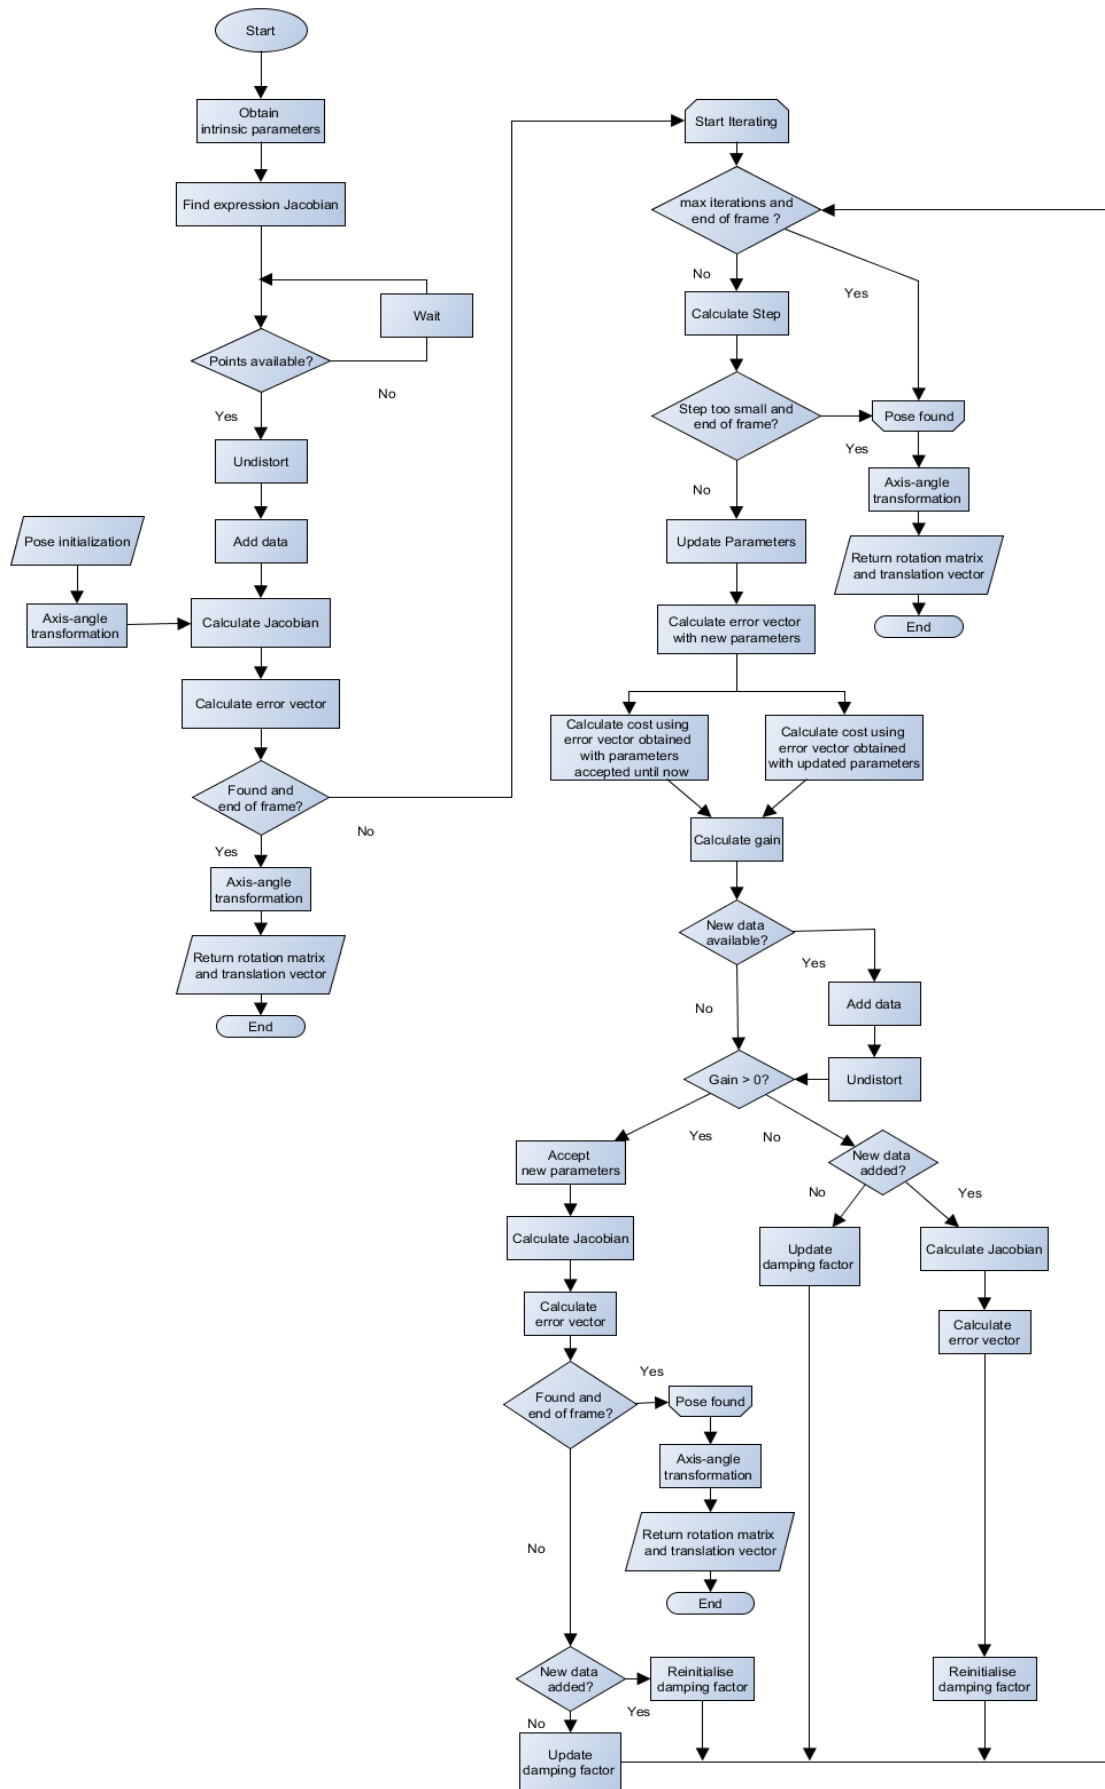 Start
Obtain
intrinsic parameters
Find expression Jacobian
Wait
Points available?
No
Yes
Undistort
Add data
Pose initialization
Axis-angle
transformation
Calculate Jacobian
Calculate error vector
Found and
end of frame?
No
Yes
Axis-angle
transformation
Return rotation matrix
and translation vector
End
Start Iterating
max iterations and
end of frame ?
No
Yes
Calculate Step
Step too small and
end of frame?
Pose found
Yes
No
Axis-angle
transformation
Return rotation matrix
and translation vector
End
Update Parameters
Calculate error vector
with new parameters
Calculate cost using
error vector obtained
with parameters
accepted until now
Calculate cost using
error vector obtained
with updated parameters
Calculate gain
New data
available?
Yes
No
Add data
Undistort
Gain > 0?
Yes
No
Accept
new parameters
New data
added?
No
Yes
Calculate Jacobian
Update
damping factor
Calculate Jacobian
Calculate
error vector
Calculate
error vector
Found and
end of frame?
Yes
Pose found
Axis-angle
transformation
Return rotation matrix
and translation vector
End
No
New data
added?
Reinitialise
damping factor
Reinitialise
damping factor
Yes
No
Update
damping factor